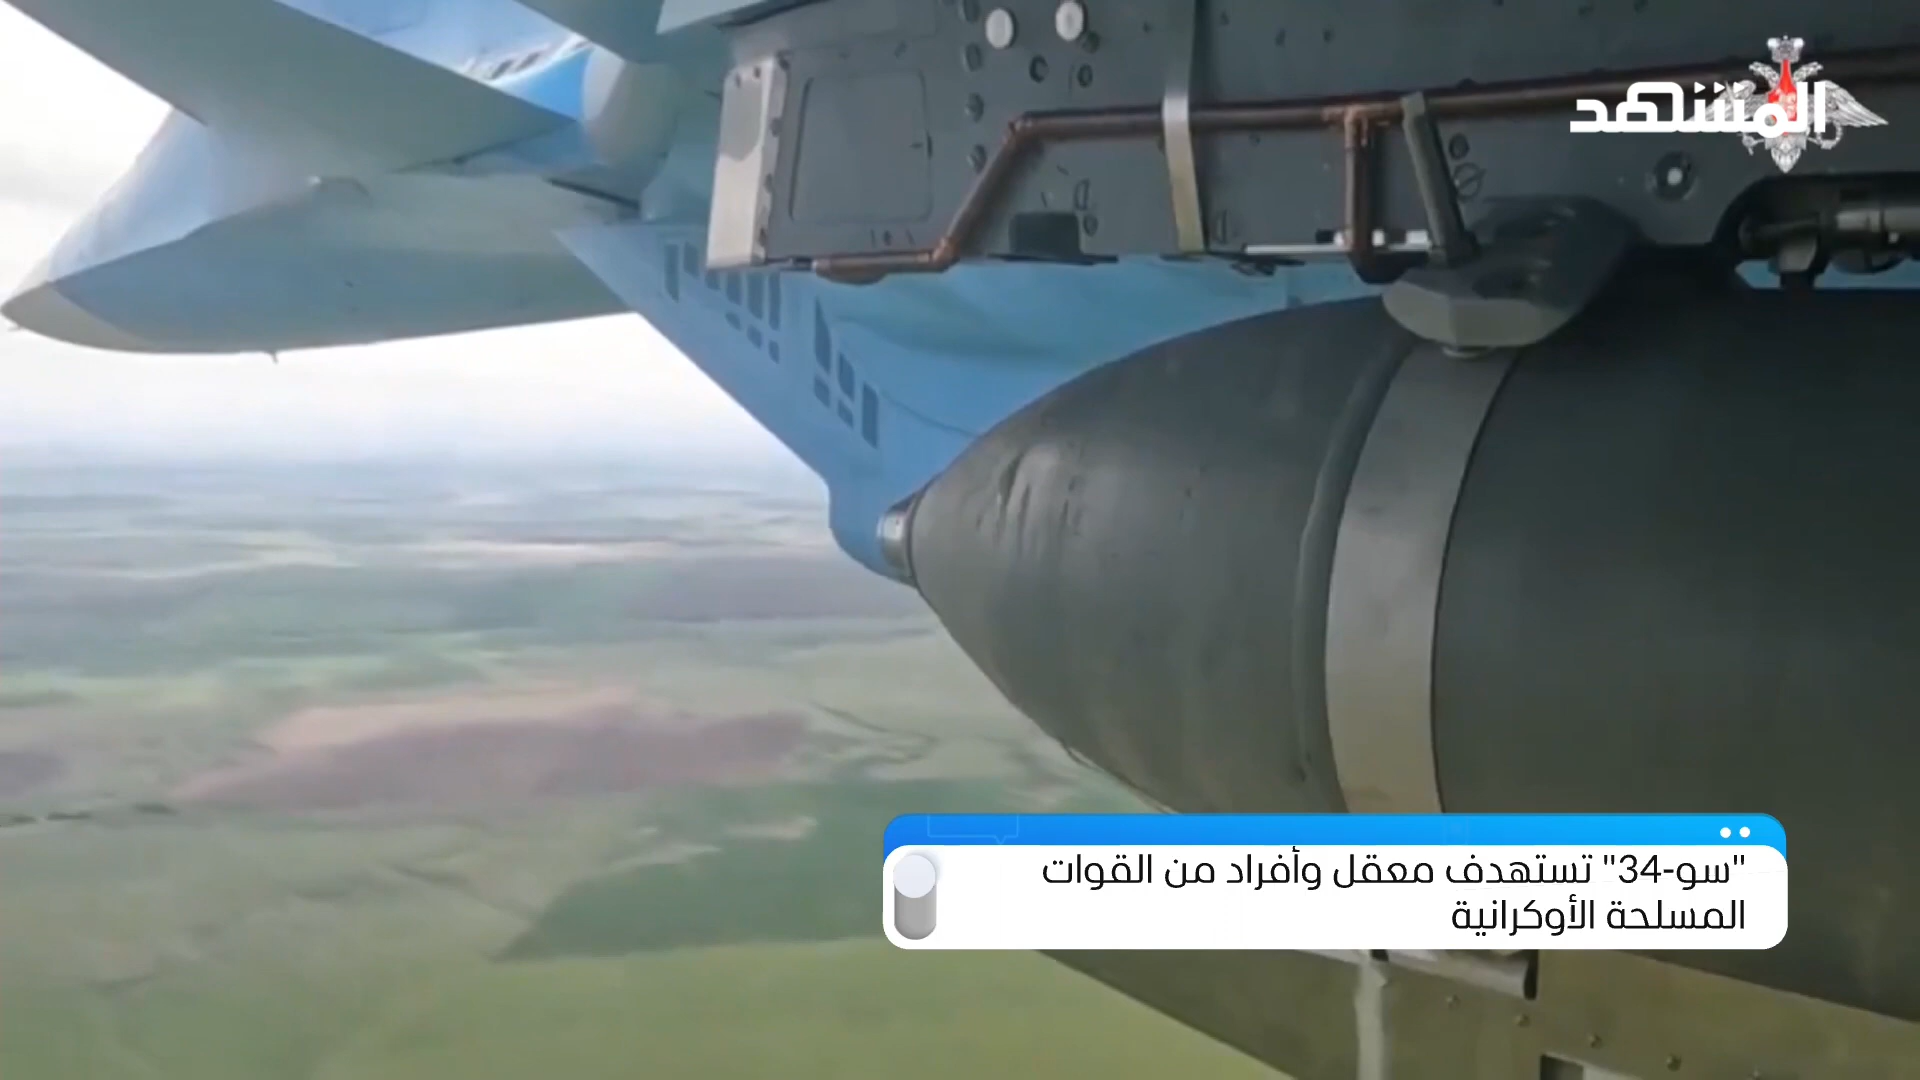 المشهد
"سو-34" تستهدف معقل وأفراد من القوات
المسلحة الأوكرانية